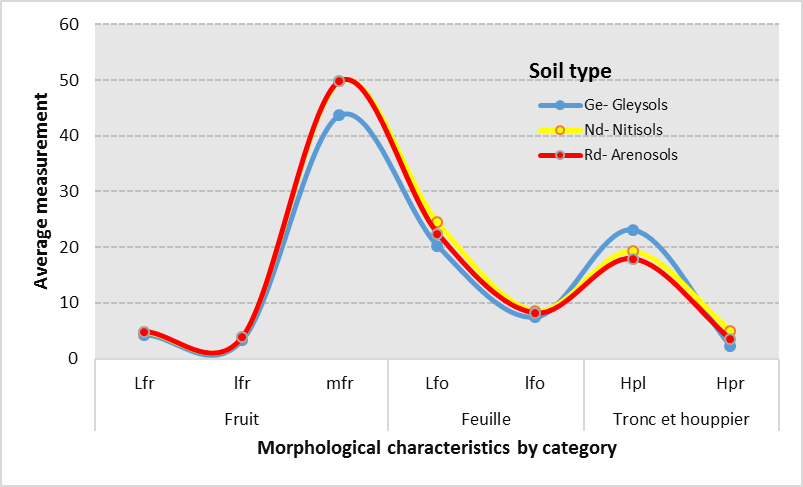 60
50
40
30
20
10
0
Average measurement
Soil type
Ge- Gleysols
Nd- Nitisols
Rd- Arenosols
Lfr lfr mfr Lfo lfo Hpl Hpr
Fruit Feuille Tronc et houppier
Morphological characteristics by category